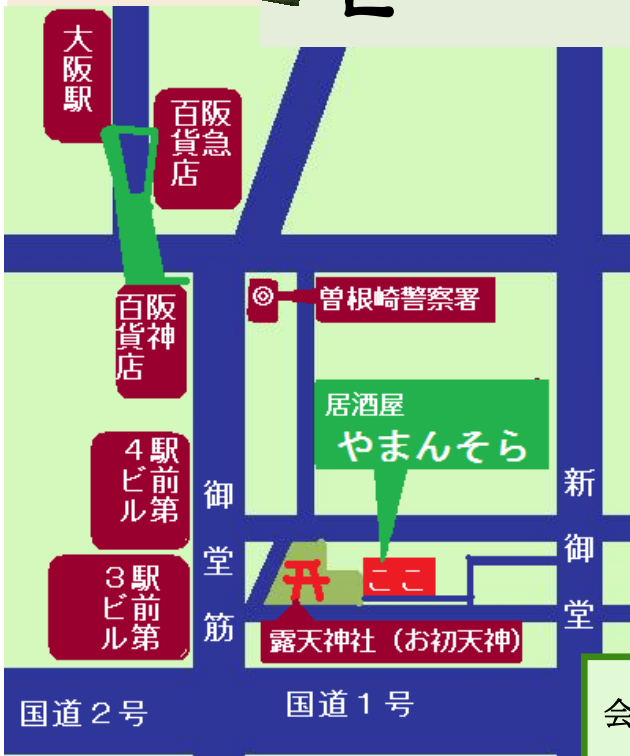 大阪駅
阪急
百貨店
阪神
百貨店
曽根崎警察署
居酒屋
やまんそら
駅前第
4ビル
駅前第
3ビル
御堂筋
新御堂
ここ
露天神社（お初天神）
国道２号
国道１号
会